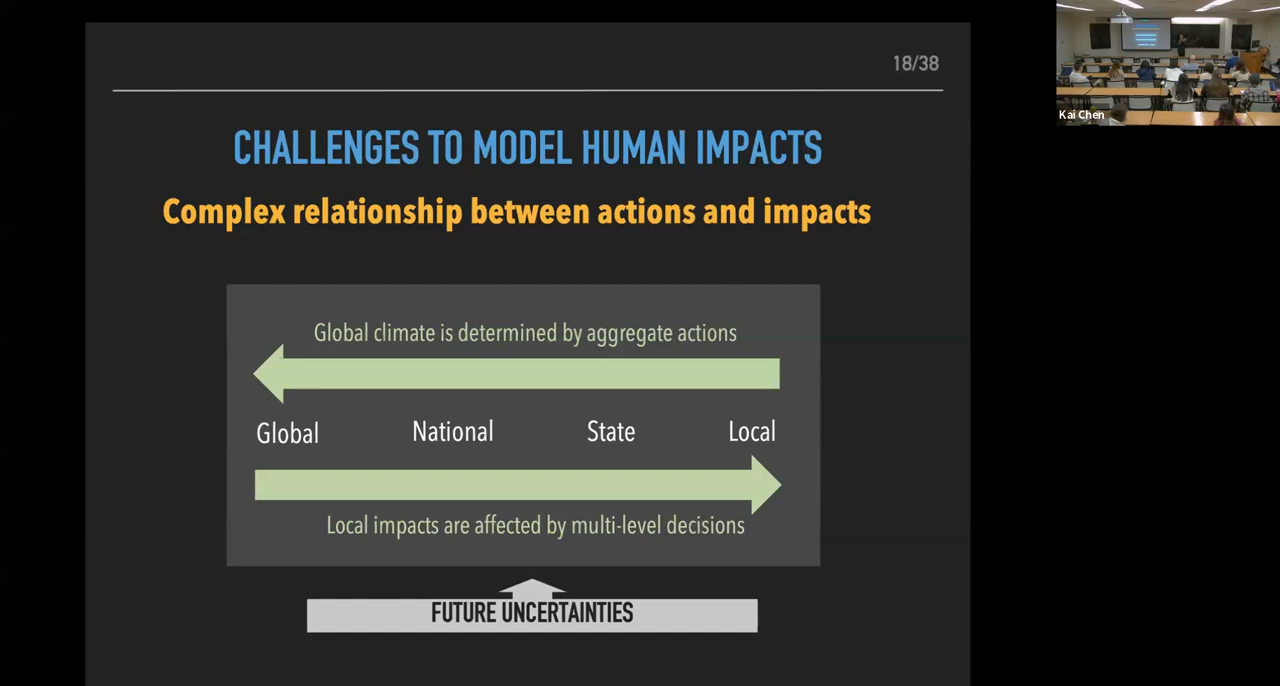 18/38
Kai Chen
CHALLENGES TO MODEL HUMAN IMPACTS
Complex relationship between actions and impacts
Global climate is determined by aggregate actions
Global National State Local
Local impacts are affected by multi-level decisions
FUTURE UNCERTAINTIES